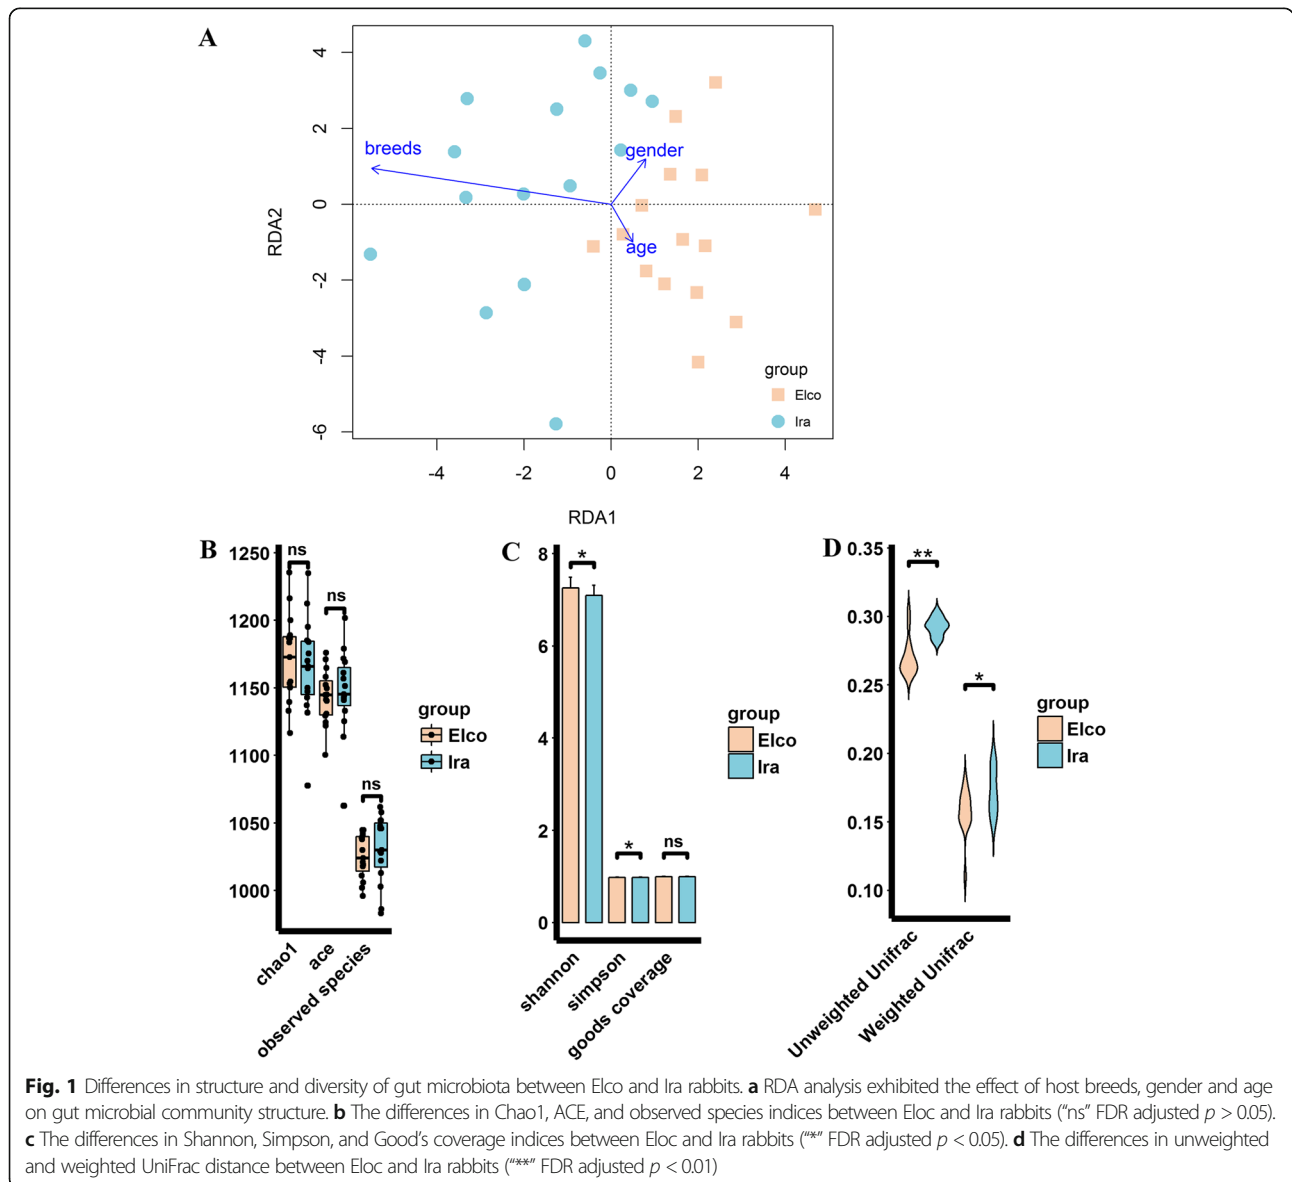 A
4
2
0
-2
-4
-6
RDA2
breeds
gender
age
group
Elco
Ira
-4
-2
0
2
4
RDA1
B
1250
1200
1150
1100
1050
1000
ns
ns
ns
chao1
ace
observed species
group
Elco
Ira
C
8
6
4
2
0
*
*
ns
shannon
simpson
goods coverage
group
Elco
Ira
D
0.35
0.30
0.25
0.20
0.15
0.10
**
*
Unweighted Unifrac
Weighted Unifrac
group
Elco
Ira
Fig. 1 Differences in structure and diversity of gut microbiota between Elco and Ira rabbits. a RDA analysis exhibited the effect of host breeds, gender and age
on gut microbial community structure. b The differences in Chao1, ACE, and observed species indices between Eloc and Ira rabbits (“ns” FDR adjusted p > 0.05).
c The differences in Shannon, Simpson, and Good’s coverage indices between Eloc and Ira rabbits (“*” FDR adjusted p < 0.05). d The differences in unweighted
and weighted UniFrac distance between Eloc and Ira rabbits (“**” FDR adjusted p < 0.01)